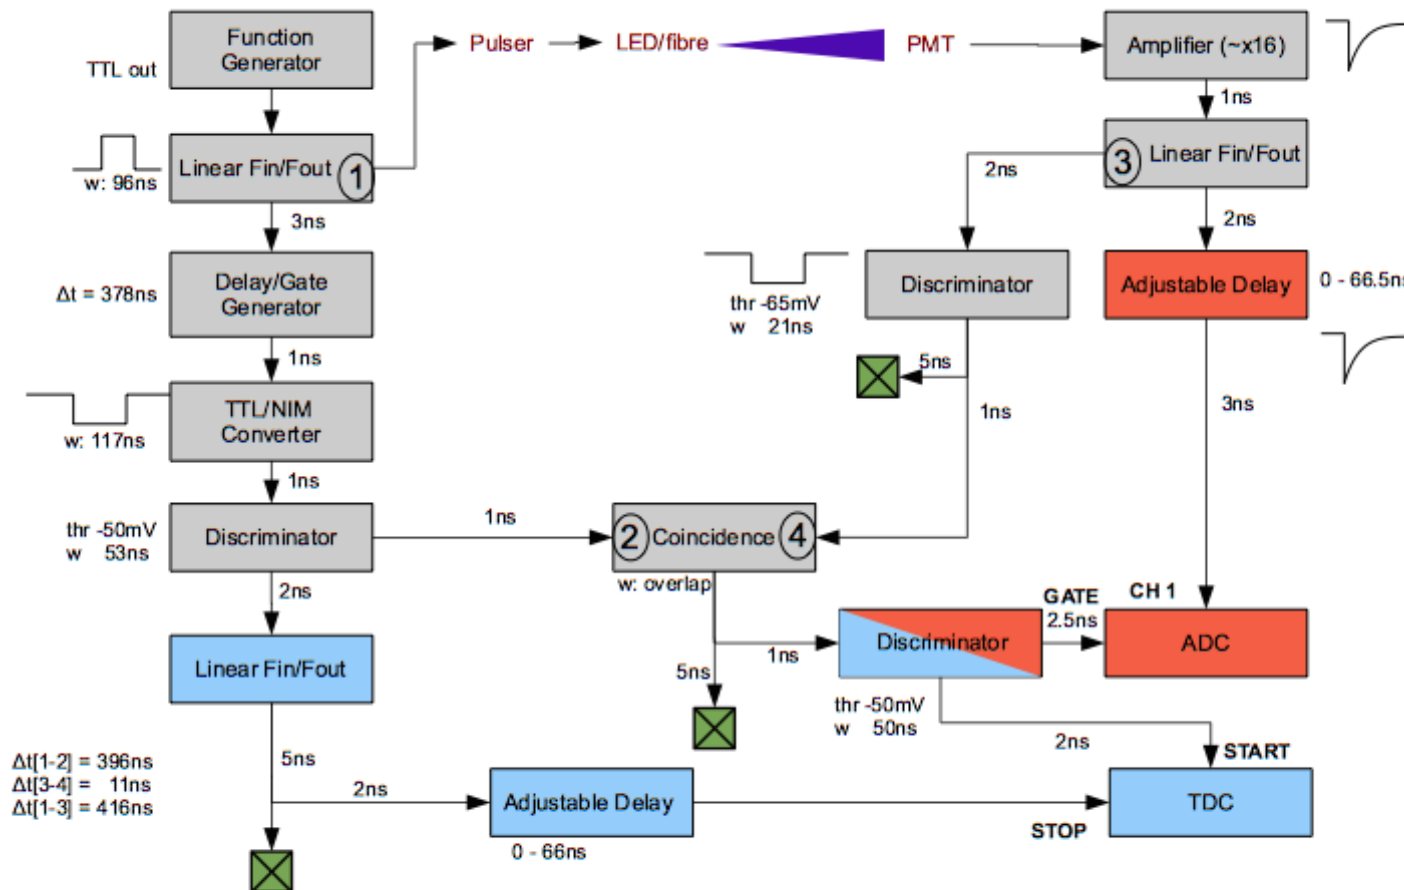 Function
Generator
TTL out
Pulser
LED/fibre
PMT
Amplifier (~x16)
1ns
Linear Fin/Fout
1
w: 96ns
3
Linear Fin/Fout
2ns
3ns
2ns
Delay/Gate
Generator
Δt = 378ns
Discriminator
thr -65mV
w 21ns
Adjustable Delay
0 - 66.5ns
1ns
5ns
TTL/NIM
Converter
w: 117ns
1ns
3ns
1ns
Discriminator
thr -50mV
w 53ns
1ns
2
Coincidence
4
w: overlap
2ns
GATE
2.5ns
CH 1
Linear Fin/Fout
1ns
Discriminator
ADC
5ns
thr -50mV
w 50ns
2ns
START
Δt[1-2] = 396ns
Δt[3-4] = 11ns
Δt[1-3] = 416ns
5ns
2ns
Adjustable Delay
0 - 66ns
STOP
TDC